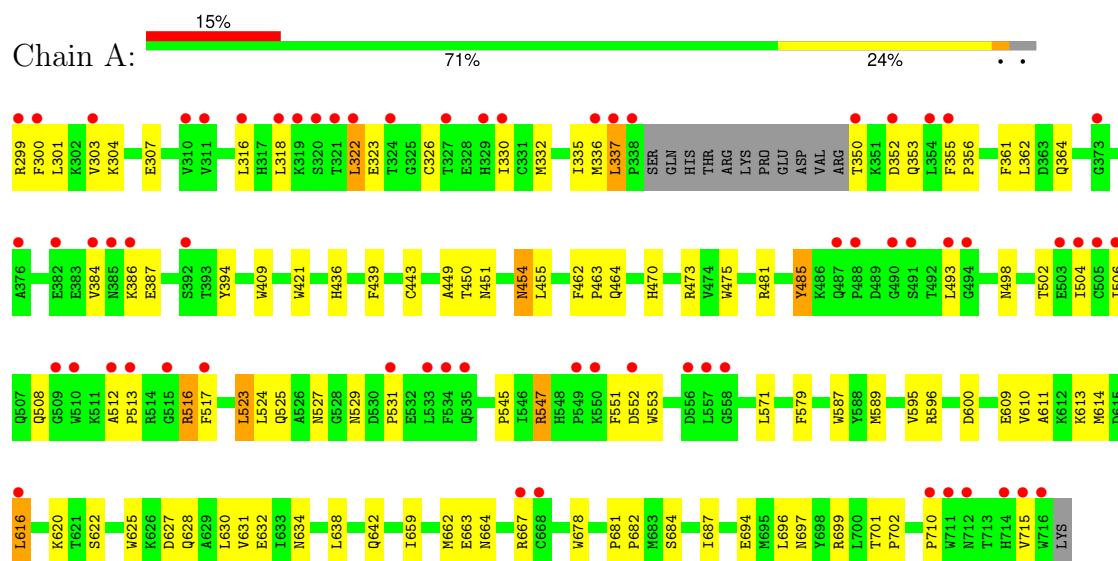 15%
Chain A:
71% 24%
R299 F300 L301 K302 V303 K304 E307 V310 V311 L316 H317 L318 K319 S320 T321 L322 E323 T324 G325 C326 T327 E328 H329 I330 C331 M332 I335 M336 L337 P338 SER GLN HIS THR ARG LYS PRO GLU ASP VAL ARG T350 K351 D352 Q353 L354 F355 P356 F361 L362 D363 Q364 G373
A376 E382 E383 V384 N385 K386 E387 S392 T393 Y394 W409 W421 H436 F439 C443 A449 T450 N451 N454 L455 F462 P463 Q464 H470 R473 V474 W475 R481 Y485 K486 Q487 P488 D489 G490 S491 T492 L493 G494 N498 T502 E503 I504 C505 I506
Q507 Q508 G509 W510 K511 A512 P513 R514 G515 R516 F517 L523 L524 Q525 A526 N527 G528 N529 D530 P531 E532 L533 F534 Q535 P545 I546 R547 H548 P549 K550 F551 D552 W553 D556 L557 G558 L571 F579 W587 Y588 M589 V595 R596 D600 E609 V610 A611 K612 K613 M614
L616 K620 T621 S622 W625 K626 D627 Q628 A629 L630 V631 E632 I633 N634 L638 Q642 I659 M662 E663 N664 R667 C668 W678 P681 P682 M683 S684 I687 E694 M695 L696 N697 Y698 R699 L700 T701 P702 P710 W711 N712 T713 H714 V715 W716 LYS